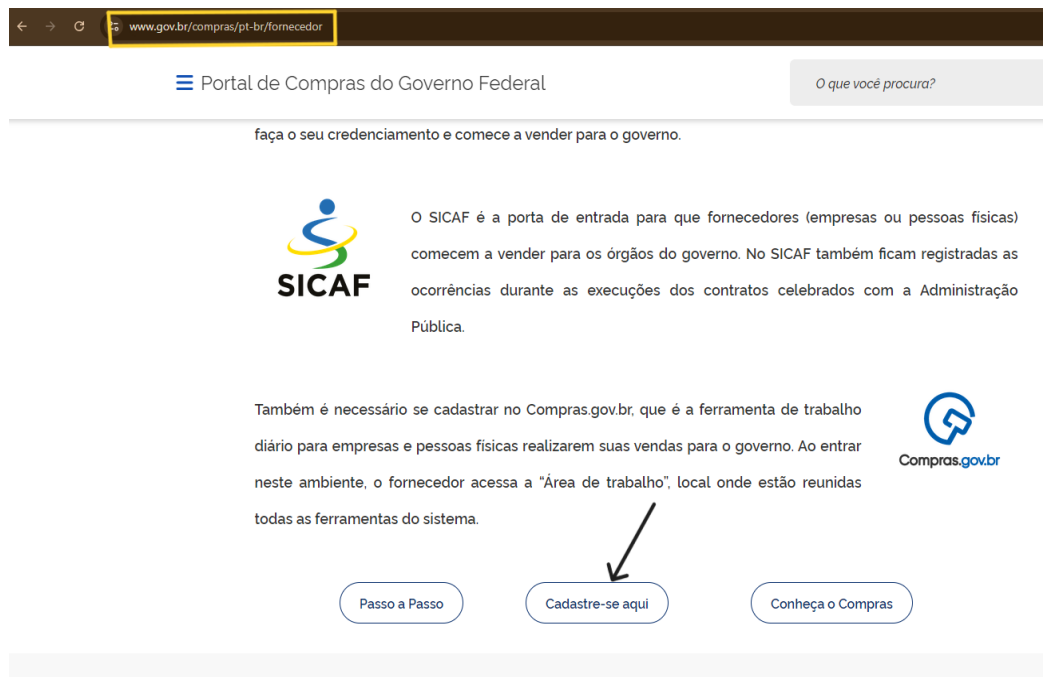 www.gov.br/compras/pt-br/fornecedor
Portal de Compras do Governo Federal
O que você procura?
faça o seu credenciamento e comece a vender para o governo.
SICAF
O SICAF é a porta de entrada para que fornecedores (empresas ou pessoas físicas)
comecem a vender para os órgãos do governo. No SICAF também ficam registradas as
ocorrências durante as execuções dos contratos celebrados com a Administração
Pública.
Também é necessário se cadastrar no Compras.gov.br, que é a ferramenta de trabalho
diário para empresas e pessoas físicas realizarem suas vendas para o governo. Ao entrar
neste ambiente, o fornecedor acessa a “Área de trabalho”, local onde estão reunidas
todas as ferramentas do sistema.
Compras.gov.br
Passo a Passo
Cadastre-se aqui
Conheça o Compras